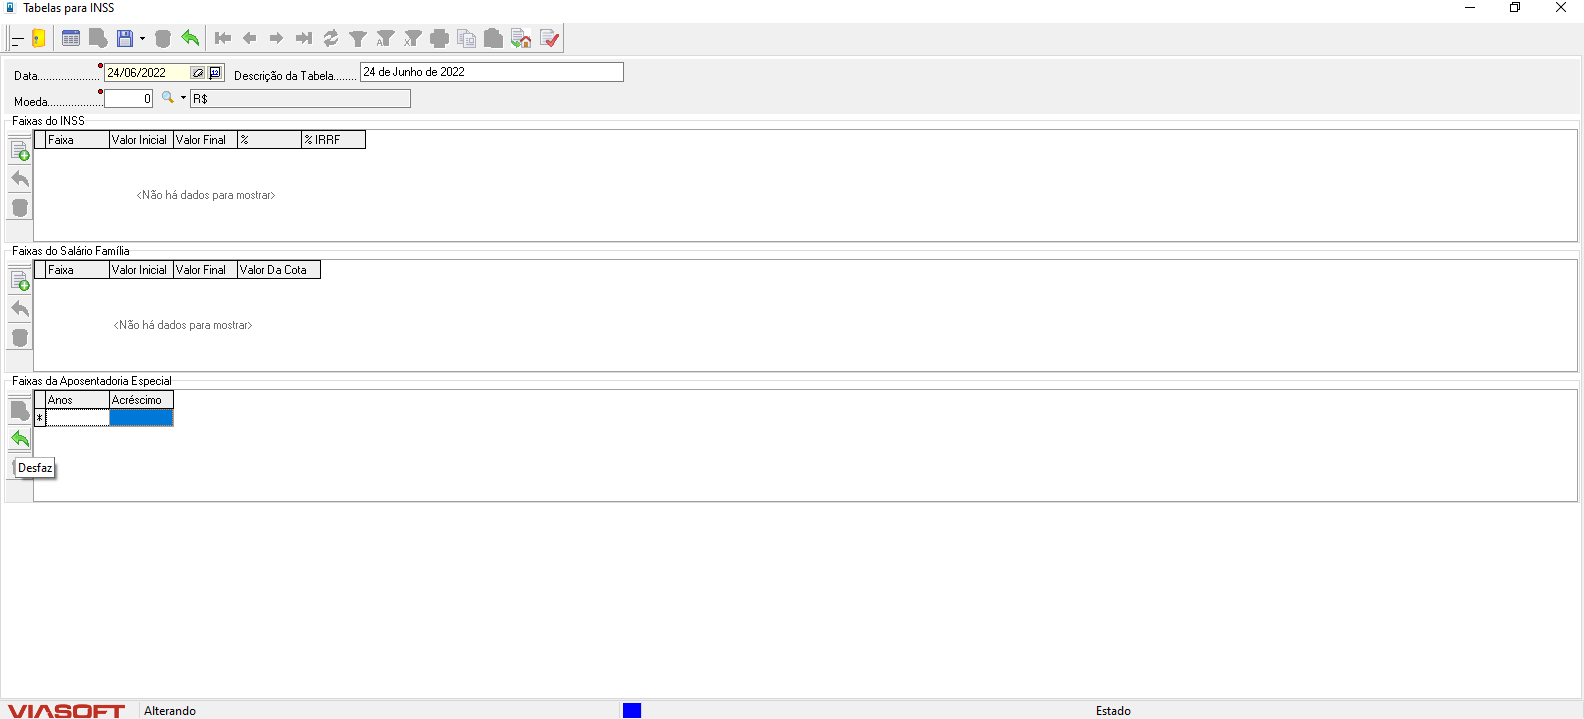 Tabelas para INSS
Data.................... 24/06/2022 Descrição da Tabela....... 24 de Junho de 2022
Moeda.................. 0 R$
Faixas do INSS
Faixa Valor Inicial Valor Final % % IRRF
<Não há dados para mostrar>
Faixas do Salário Família
Faixa Valor Inicial Valor Final Valor Da Cota
<Não há dados para mostrar>
Faixas da Aposentadoria Especial
Anos Acréscimo
*
Desfaz
VIASOFT Alterando Estado